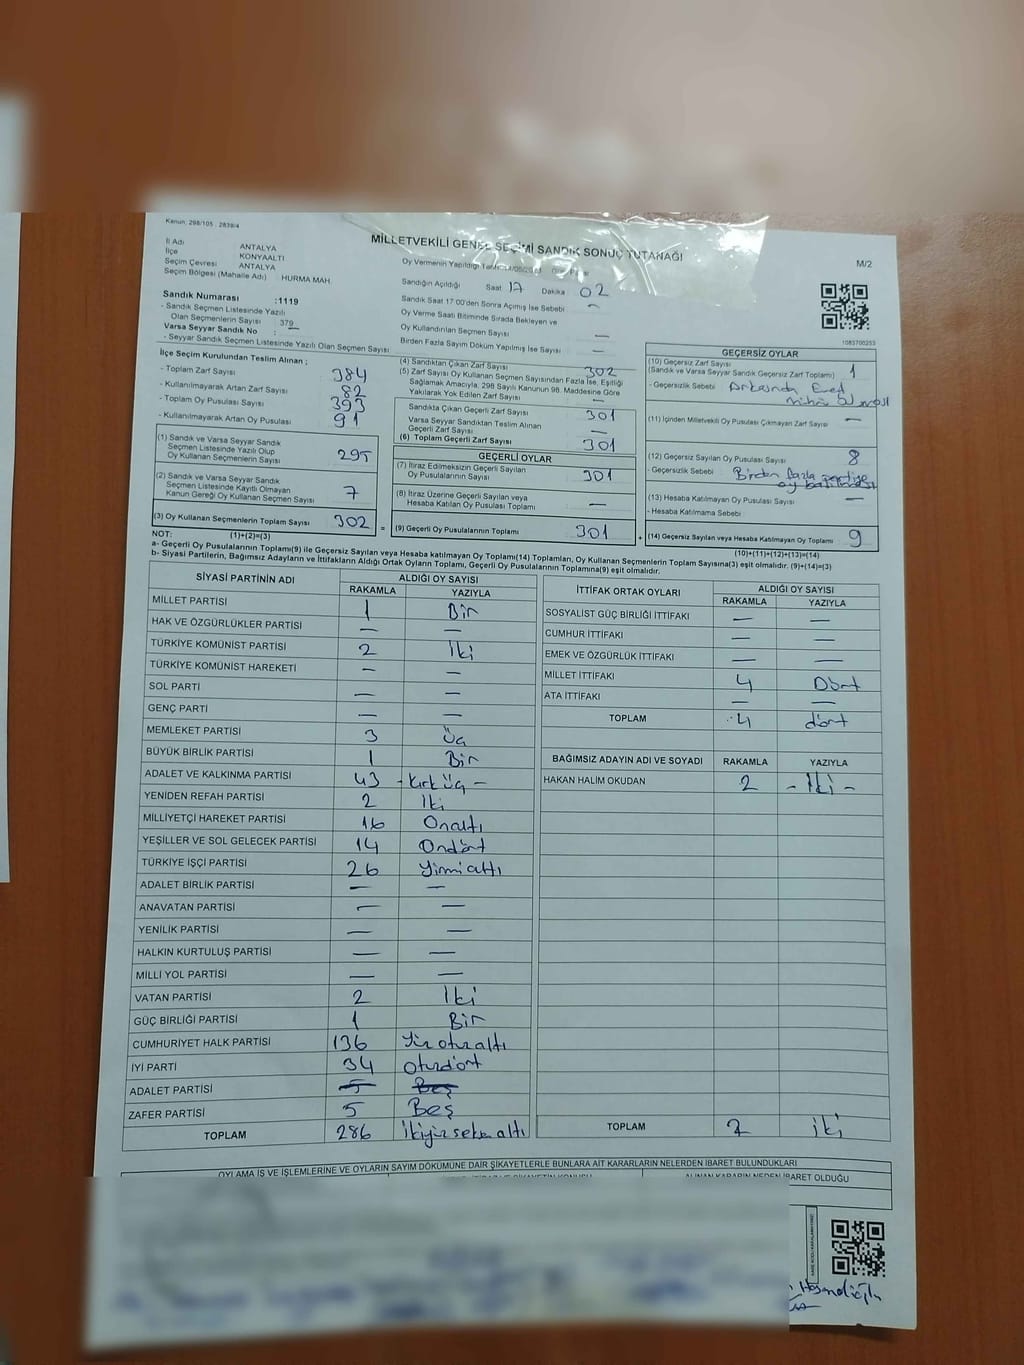 Kanun: 298/105 2839/4
MİLLETVEKİLİ GENEL SEÇİMİ SANDIK SONUÇ TUTANAĞI
M/2
İl Adı ANTALYA
İlçe KONYAALTI
Seçim Çevresi ANTALYA
Seçim Bölgesi (Mahalle Adı) HURMA MAH.
Sandık Numarası :1119
- Sandık Seçmen Listesinde Yazılı
Olan Seçmenlerin Sayısı : 379
Varsa Seyyar Sandık No :
- Seyyar Sandık Seçmen Listesinde Yazılı Olan Seçmen Sayısı
Oy Vermenin Yapıldığı
Sandığın Açıldığı Saat 17 Dakika 02
Sandık Saat 17.00'den Sonra Açılmış İse Sebebi —
Oy Verme Saati Bitiminde Sırada Bekleyen ve
Oy Kullandırılan Seçmen Sayısı —
Birden Fazla Sayım Döküm Yapılmış İse Sayısı —
1083700253
İlçe Seçim Kurulundan Teslim Alınan ;
- Toplam Zarf Sayısı 384
- Kullanılmayarak Artan Zarf Sayısı 82
- Toplam Oy Pusulası Sayısı 393
- Kullanılmayarak Artan Oy Pusulası 91
(1) Sandık ve Varsa Seyyar Sandık
Seçmen Listesinde Yazılı Olup
Oy Kullanan Seçmenlerin Sayısı 295
(2) Sandık ve Varsa Seyyar Sandık
Seçmen Listesinde Kayıtlı Olmayan
Kanun Gereği Oy Kullanan Seçmen Sayısı 7
(3) Oy Kullanan Seçmenlerin Toplam Sayısı 302 =
(4) Sandıktan Çıkan Zarf Sayısı 302
(5) Zarf Sayısı Oy Kullanan Seçmen Sayısından Fazla İse, Eşitliği
Sağlamak Amacıyla, 298 Sayılı Kanunun 98. Maddesine Göre
Yakılarak Yok Edilen Zarf Sayısı —
Sandıkta Çıkan Geçerli Zarf Sayısı 301
Varsa Seyyar Sandıktan Teslim Alınan
Geçerli Zarf Sayısı —
(6) Toplam Geçerli Zarf Sayısı 301
GEÇERLİ OYLAR
(7) İtiraz Edilmeksizin Geçerli Sayılan
Oy Pusulalarının Sayısı 301
(8) İtiraz Üzerine Geçerli Sayılan veya
Hesaba Katılan Oy Pusulası Toplamı —
(9) Geçerli Oy Pusulalarının Toplamı 301 +
GEÇERSİZ OYLAR
(10) Geçersiz Zarf Sayısı
(Sandık ve Varsa Seyyar Sandık Geçersiz Zarf Toplamı) 1
- Geçersizlik Sebebi Arkasında Evet
mührü olması
(11) İçinden Milletvekili Oy Pusulası Çıkmayan Zarf Sayısı —
(12) Geçersiz Sayılan Oy Pusulası Sayısı 8
- Geçersizlik Sebebi Birden fazla partiye
oy basılması
(13) Hesaba Katılmayan Oy Pusulası Sayısı —
- Hesaba Katılmama Sebebi
(14) Geçersiz Sayılan veya Hesaba Katılmayan Oy Toplamı 9
NOT: (1)+(2)=(3) (10)+(11)+(12)+(13)=(14)
a- Geçerli Oy Pusulalarının Toplamı(9) ile Geçersiz Sayılan veya Hesaba katılmayan Oy Toplamı(14) Toplamları, Oy Kullanan Seçmenlerin Toplam Sayısına(3) eşit olmalıdır. (9)+(14)=(3)
b- Siyasi Partilerin, Bağımsız Adayların ve İttifakların Aldığı Ortak Oyların Toplamı, Geçerli Oy Pusulalarının Toplamına(9) eşit olmalıdır.
SİYASİ PARTİNİN ADI ALDIĞI OY SAYISI
RAKAMLA YAZIYLA
MİLLET PARTİSİ 1 Bir
HAK VE ÖZGÜRLÜKLER PARTİSİ — —
TÜRKİYE KOMÜNİST PARTİSİ 2 İki
TÜRKİYE KOMÜNİST HAREKETİ — —
SOL PARTİ — —
GENÇ PARTİ — —
MEMLEKET PARTİSİ 3 Üç
BÜYÜK BİRLİK PARTİSİ 1 Bir
ADALET VE KALKINMA PARTİSİ 43 - Kırk üç -
YENİDEN REFAH PARTİSİ 2 İki
MİLLİYETÇİ HAREKET PARTİSİ 16 Onaltı
YEŞİLLER VE SOL GELECEK PARTİSİ 14 Ondört
TÜRKİYE İŞÇİ PARTİSİ 26 Yirmi altı
ADALET BİRLİK PARTİSİ — —
ANAVATAN PARTİSİ — —
YENİLİK PARTİSİ — —
HALKIN KURTULUŞ PARTİSİ — —
MİLLİ YOL PARTİSİ — —
VATAN PARTİSİ 2 İki
GÜÇ BİRLİĞİ PARTİSİ 1 Bir
CUMHURİYET HALK PARTİSİ 136 Yüz otuz altı
İYİ PARTİ 34 otuzdört
ADALET PARTİSİ 5 Beş
ZAFER PARTİSİ 5 Beş
TOPLAM 286 ikiyüz seksen altı
İTTİFAK ORTAK OYLARI ALDIĞI OY SAYISI
RAKAMLA YAZIYLA
SOSYALİST GÜÇ BİRLİĞİ İTTİFAKI — —
CUMHUR İTTİFAKI — —
EMEK VE ÖZGÜRLÜK İTTİFAKI — —
MİLLET İTTİFAKI 4 Dört
ATA İTTİFAKI — —
TOPLAM 4 dört
BAĞIMSIZ ADAYIN ADI VE SOYADI RAKAMLA YAZIYLA
HAKAN HALİM OKUDAN 2 - İki -
TOPLAM 2 iki
OYLAMA İŞ VE İŞLEMLERİNE VE OYLARIN SAYIM DÖKÜMÜNE DAİR ŞİKAYETLERLE BUNLARA AİT KARARLARIN NELERDEN İBARET BULUNDUKLARI
ALINAN KARARIN NEDEN İBARET OLDUĞU